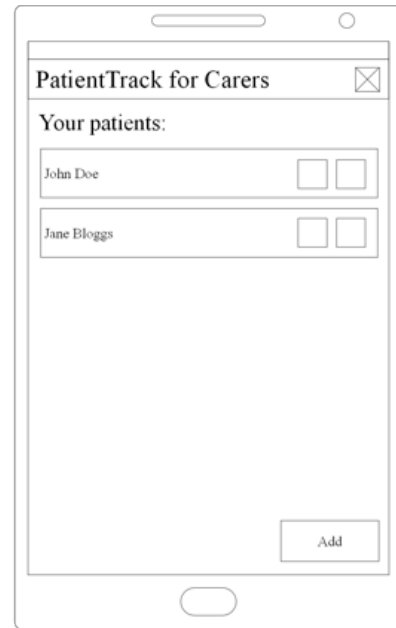 PatientTrack for Carers
Your patients:
John Doe
Jane Bloggs
Add